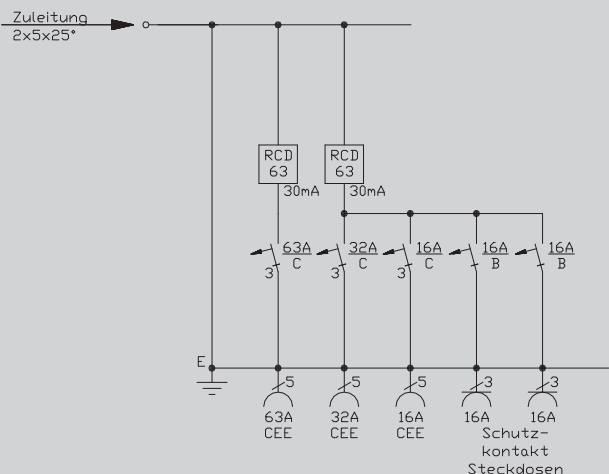 Zuleitung
2x5x25°
RCD
63
30mA
RCD
63
30mA
63A
C
3
32A
C
3
16A
C
3
16A
B
16A
B
E
5
5
5
3
3
63A
CEE
32A
CEE
16A
CEE
16A
16A
Schutz-
kontakt
Steckdosen